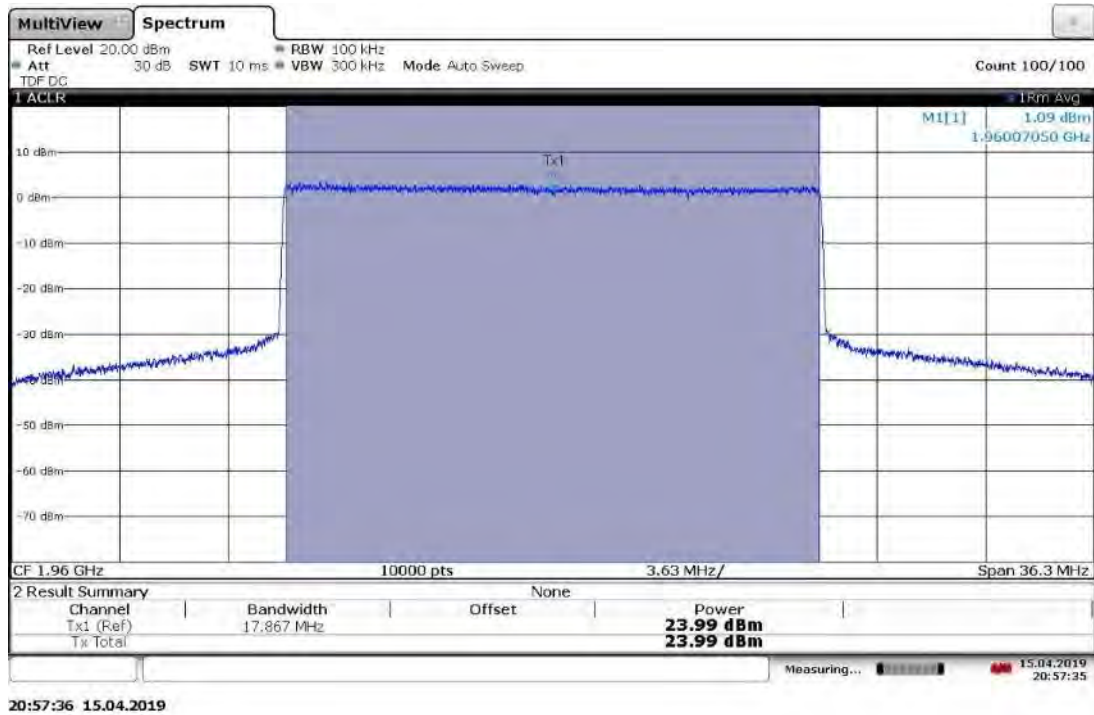 MultiView Spectrum
Ref Level 20.00 dBm RBW 100 kHz
Att 30 dB SWT 10 ms VBW 300 kHz Mode Auto Sweep Count 100/100
TDF DC
1 ACLR 1Rm Avg
M1[1] 1.09 dBm
1.96007050 GHz
10 dBm
Tx1
0 dBm
-10 dBm
-20 dBm
-30 dBm
-50 dBm
-60 dBm
-70 dBm
CF 1.96 GHz 10000 pts 3.63 MHz/ Span 36.3 MHz
2 Result Summary None
Channel Bandwidth Offset Power
Tx1 (Ref) 17.867 MHz 23.99 dBm
Tx Total 23.99 dBm
Measuring... 15.04.2019
20:57:35
20:57:36 15.04.2019